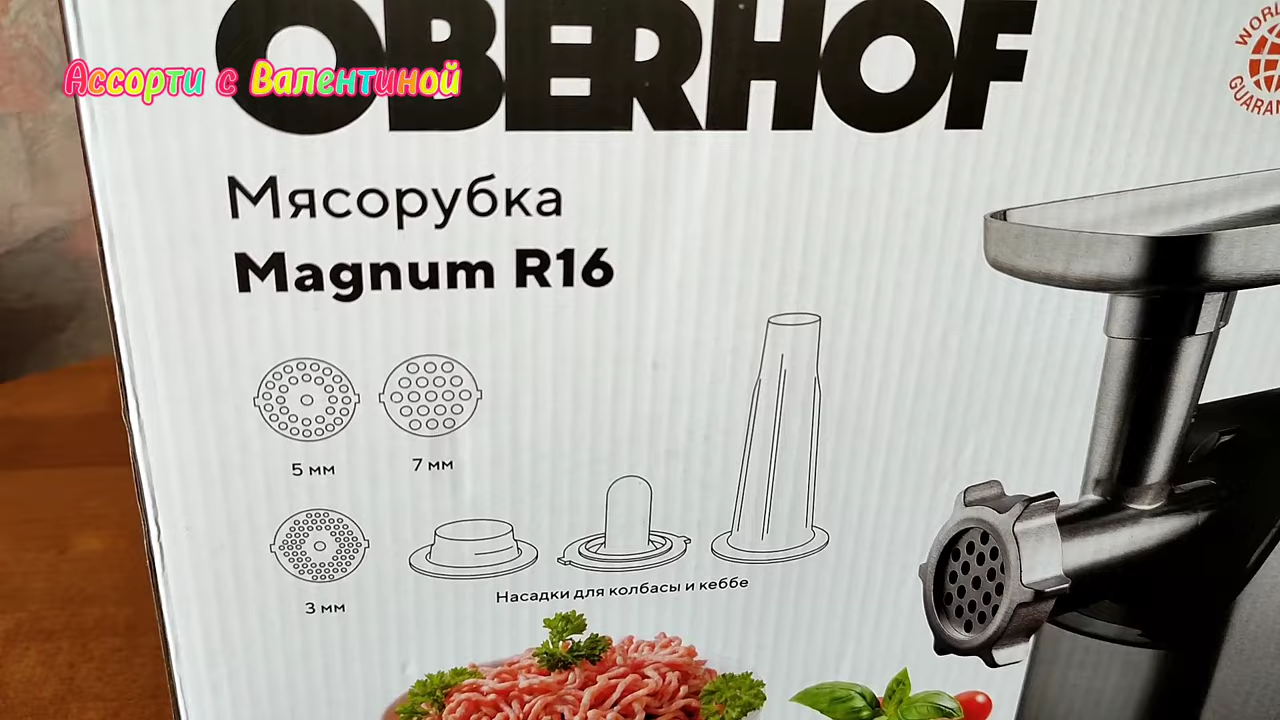 OBERHOF
Ассорти с Валентиной
Мясорубка
Magnum R16
5 мм
7 мм
3 мм
Насадки для колбасы и кеббе